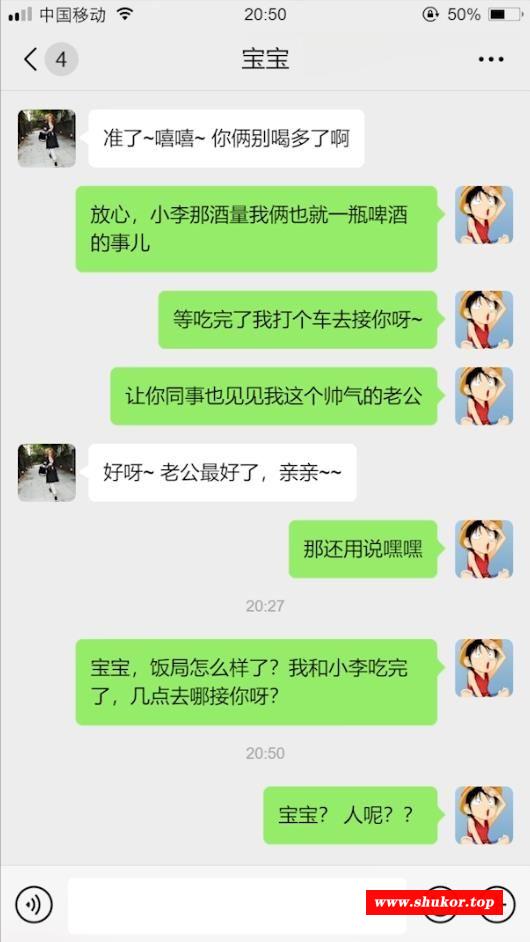 中国移动 20:50 50%
4 宝宝
准了~嘻嘻~ 你俩别喝多了啊
放心，小李那酒量我俩也就一瓶啤酒
的事儿
等吃完了我打个车去接你呀~
让你同事也见见我这个帅气的老公
好呀~ 老公最好了，亲亲~~
那还用说嘿嘿
20:27
宝宝，饭局怎么样了？我和小李吃完
了，几点去哪接你呀？
20:50
宝宝？ 人呢？？
www.shukor.top